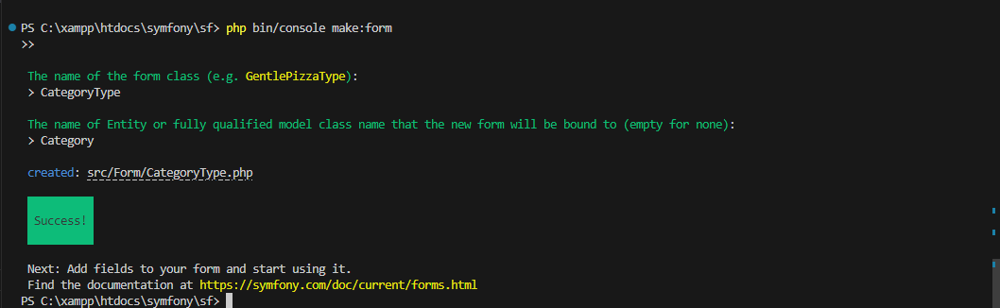 PS C:\xampp\htdocs\symfony\sf> php bin/console make:form
>>
The name of the form class (e.g. GentlePizzaType):
> CategoryType
The name of Entity or fully qualified model class name that the new form will be bound to (empty for none):
> Category
created: src/Form/CategoryType.php
Success!
Next: Add fields to your form and start using it.
Find the documentation at https://symfony.com/doc/current/forms.html
PS C:\xampp\htdocs\symfony\sf>